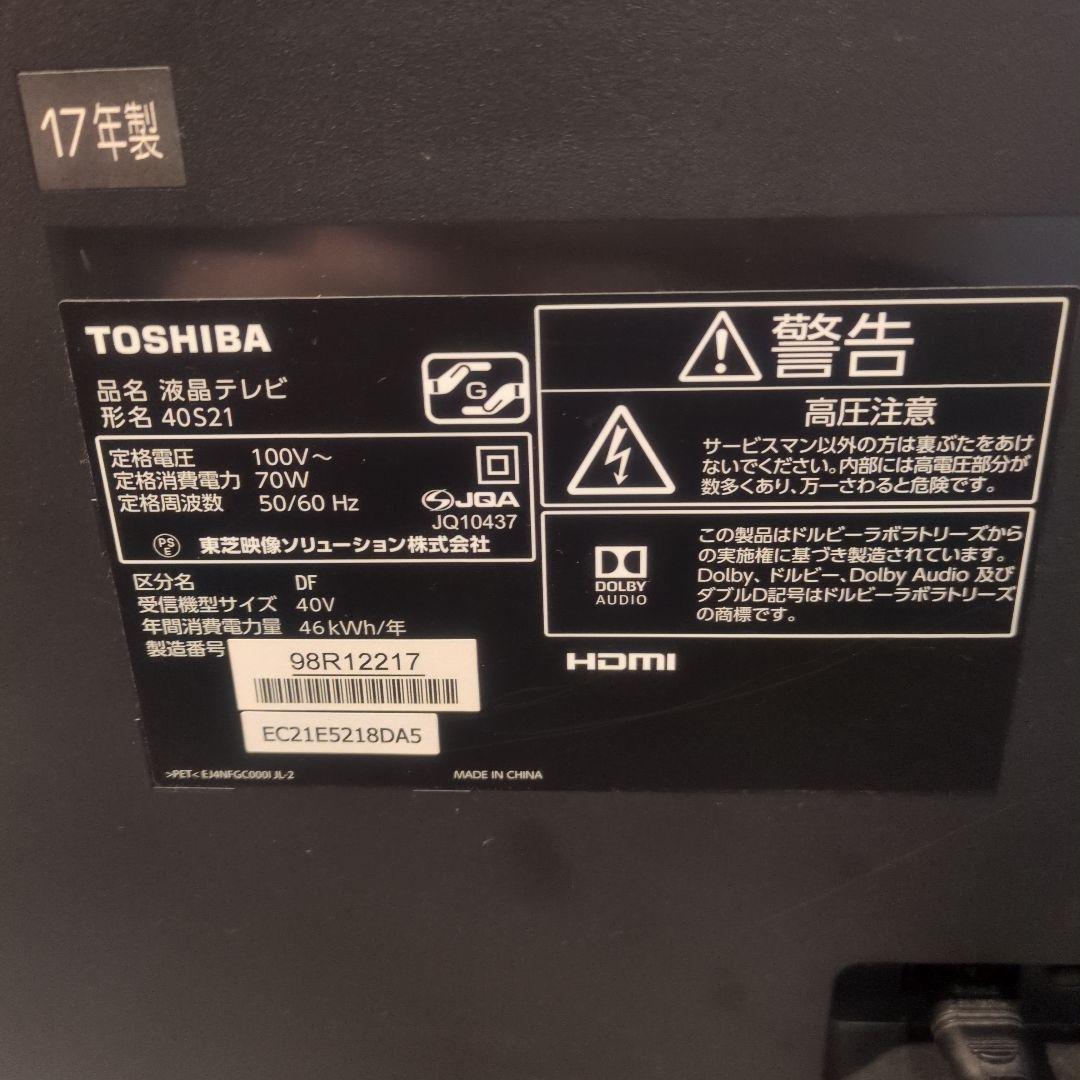 17年製
TOSHIBA
品名 液晶テレビ
形名 40S21
G
定格電圧 100V～
定格消費電力 70W
定格周波数 50/60 Hz
JQA
JQ10437
PS
E
東芝映像ソリューション株式会社
区分名 DF
受信機型サイズ 40V
年間消費電力量 46kWh/年
製造番号
98R12217
EC21E5218DA5
>PET< EJ4NFGC000I JL-2
MADE IN CHINA
警告
高圧注意
サービスマン以外の方は裏ぶたをあけ
ないでください。内部には高電圧部分が
数多くあり、万一さわると危険です。
DOLBY
AUDIO
この製品はドルビーラボラトリーズから
の実施権に基づき製造されています。
Dolby、ドルビー、Dolby Audio 及び
ダブルD記号はドルビーラボラトリーズ
の商標です。
HDMI